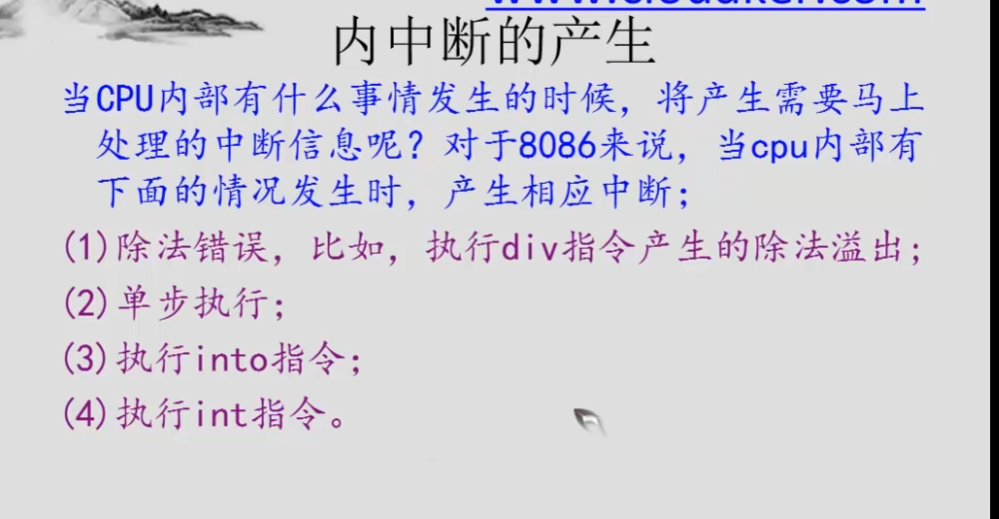 内中断的产生
当CPU内部有什么事情发生的时候，将产生需要马上
处理的中断信息呢？对于8086来说，当cpu内部有
下面的情况发生时，产生相应中断；
(1)除法错误，比如，执行div指令产生的除法溢出；
(2)单步执行；
(3)执行into指令；
(4)执行int指令。